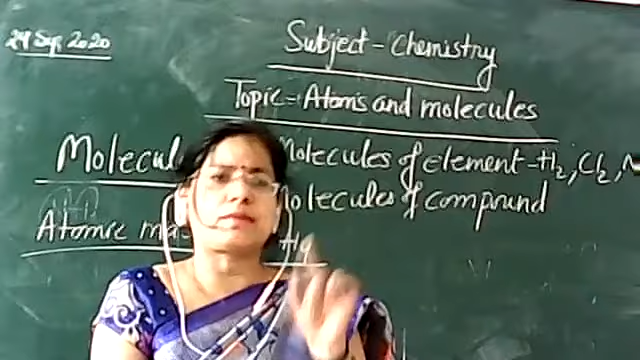 24 Sep 2020
Subject - Chemistry
Topic - Atoms and molecules
Molecul
Molecules of element - H2, Cl2, N
Molecules of compound
Atomic ma